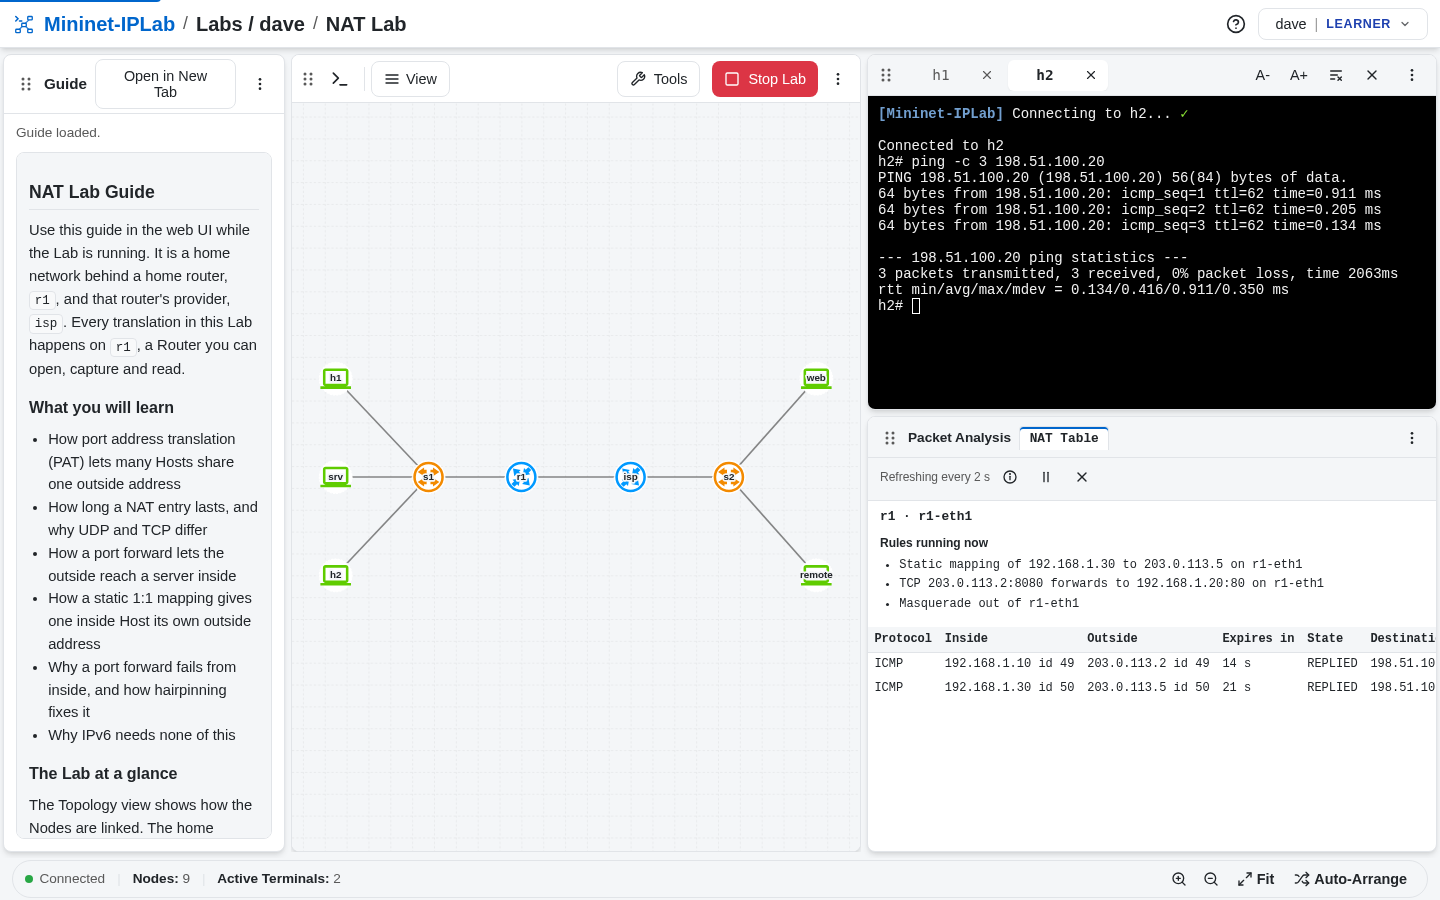 Mininet-IPLab / Labs / dave / NAT Lab
dave | LEARNER
Guide
Open in New Tab
Guide loaded.
NAT Lab Guide
Use this guide in the web UI while
the Lab is running. It is a home
network behind a home router,
r1, and that router's provider,
isp. Every translation in this Lab
happens on r1, a Router you can
open, capture and read.
What you will learn
• How port address translation
(PAT) lets many Hosts share
one outside address
• How long a NAT entry lasts, and
why UDP and TCP differ
• How a port forward lets the
outside reach a server inside
• How a static 1:1 mapping gives
one inside Host its own outside
address
• Why a port forward fails from
inside, and how hairpinning
fixes it
• Why IPv6 needs none of this
The Lab at a glance
The Topology view shows how the
Nodes are linked. The home
View
Tools
Stop Lab
h1
web
srv
s1
r1
isp
s2
h2
remote
h1
h2
A-
A+
[Mininet-IPLab] Connecting to h2... ✓
Connected to h2
h2# ping -c 3 198.51.100.20
PING 198.51.100.20 (198.51.100.20) 56(84) bytes of data.
64 bytes from 198.51.100.20: icmp_seq=1 ttl=62 time=0.911 ms
64 bytes from 198.51.100.20: icmp_seq=2 ttl=62 time=0.205 ms
64 bytes from 198.51.100.20: icmp_seq=3 ttl=62 time=0.134 ms
--- 198.51.100.20 ping statistics ---
3 packets transmitted, 3 received, 0% packet loss, time 2063ms
rtt min/avg/max/mdev = 0.134/0.416/0.911/0.350 ms
h2#
Packet Analysis
NAT Table
Refreshing every 2 s
r1 · r1-eth1
Rules running now
• Static mapping of 192.168.1.30 to 203.0.113.5 on r1-eth1
• TCP 203.0.113.2:8080 forwards to 192.168.1.20:80 on r1-eth1
• Masquerade out of r1-eth1
Protocol Inside Outside Expires in State
ICMP 192.168.1.10 id 49 203.0.113.2 id 49 14 s REPLIED 198.51.10
ICMP 192.168.1.30 id 50 203.0.113.5 id 50 21 s REPLIED 198.51.10
Connected
Nodes: 9
Active Terminals: 2
Fit
Auto-Arrange